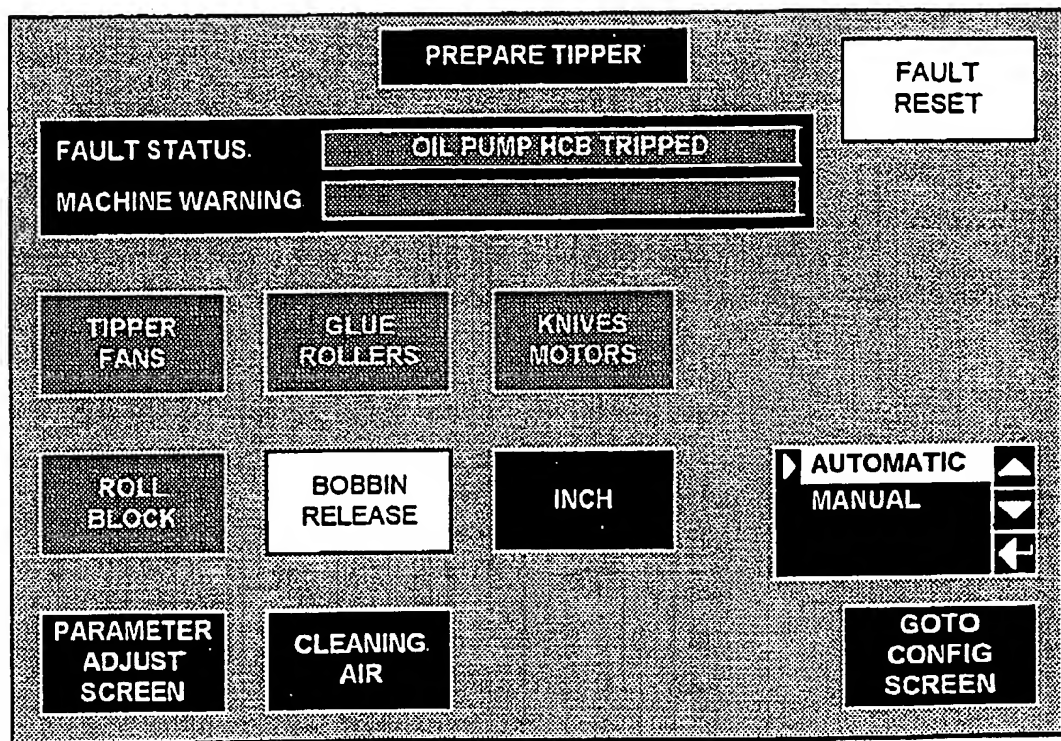 PREPARE TIPPER
FAULT
RESET
FAULT STATUS.
OIL PUMP HCB TRIPPED
MACHINE WARNING
TIPPER
FANS
GLUE
ROLLERS
KNIVES
MOTORS
ROLL
BLOCK
BOBBIN
RELEASE
INCH
AUTOMATIC
MANUAL
PARAMETER
ADJUST
SCREEN
CLEANING
AIR
GOTO
CONFIG
SCREEN